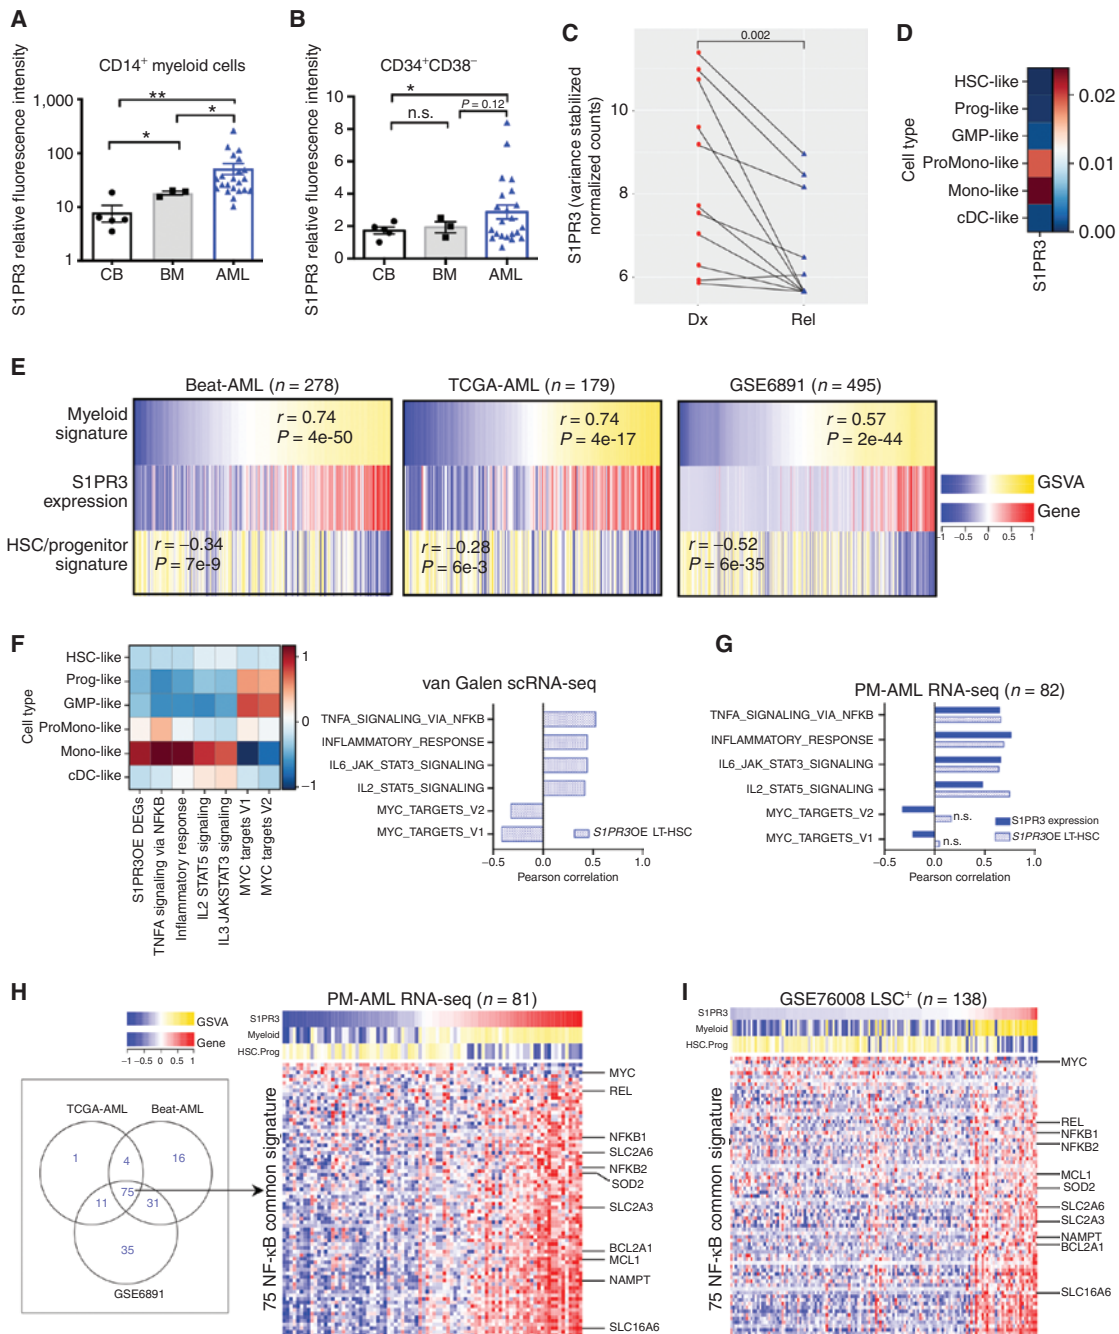 A
S1PR3 relative fluorescence intensity
CD14+ myeloid cells
1,000
100
10
1
**
*
*
CB
BM
AML
B
S1PR3 relative fluorescence intensity
CD34+CD38−
10
8
6
4
2
0
*
n.s.
P = 0.12
CB
BM
AML
C
S1PR3 (variance stabilized
normalized counts)
0.002
10
8
6
Dx
Rel
D
Cell type
HSC-like
Prog-like
GMP-like
ProMono-like
Mono-like
cDC-like
S1PR3
0.02
0.01
0.00
E
Beat-AML (n = 278)
TCGA-AML (n = 179)
GSE6891 (n = 495)
Myeloid
signature
r = 0.74
P = 4e-50
r = 0.74
P = 4e-17
r = 0.57
P = 2e-44
S1PR3
expression
HSC/progenitor
signature
r = −0.34
P = 7e-9
r = −0.28
P = 6e-3
r = −0.52
P = 6e-35
GSVA
Gene
−1 −0.5 0 0.5 1
F
Cell type
HSC-like
Prog-like
GMP-like
ProMono-like
Mono-like
cDC-like
S1PR3OE DEGs
TNFA signaling via NFKB
Inflammatory response
IL2 STAT5 signaling
IL3 JAKSTAT3 signaling
MYC targets V1
MYC targets V2
1
0
−1
van Galen scRNA-seq
TNFA_SIGNALING_VIA_NFKB
INFLAMMATORY_RESPONSE
IL6_JAK_STAT3_SIGNALING
IL2_STAT5_SIGNALING
MYC_TARGETS_V2
MYC_TARGETS_V1
S1PR3OE LT-HSC
−0.5 0.0 0.5 1.0
Pearson correlation
G
PM-AML RNA-seq (n = 82)
TNFA_SIGNALING_VIA_NFKB
INFLAMMATORY_RESPONSE
IL6_JAK_STAT3_SIGNALING
IL2_STAT5_SIGNALING
MYC_TARGETS_V2
MYC_TARGETS_V1
n.s.
n.s.
S1PR3 expression
S1PR3OE LT-HSC
−0.5 0.0 0.5 1.0
Pearson correlation
H
GSVA
Gene
−1 −0.5 0 0.5 1
TCGA-AML
Beat-AML
1
4
16
75
11
31
35
GSE6891
PM-AML RNA-seq (n = 81)
S1PR3
Myeloid
HSC.Prog
75 NF-κB common signature
MYC
REL
NFKB1
SLC2A6
NFKB2
SOD2
SLC2A3
BCL2A1
MCL1
NAMPT
SLC16A6
I
GSE76008 LSC+ (n = 138)
S1PR3
Myeloid
HSC.Prog
75 NF-κB common signature
MYC
REL
NFKB1
NFKB2
MCL1
SOD2
SLC2A6
SLC2A3
NAMPT
BCL2A1
SLC16A6